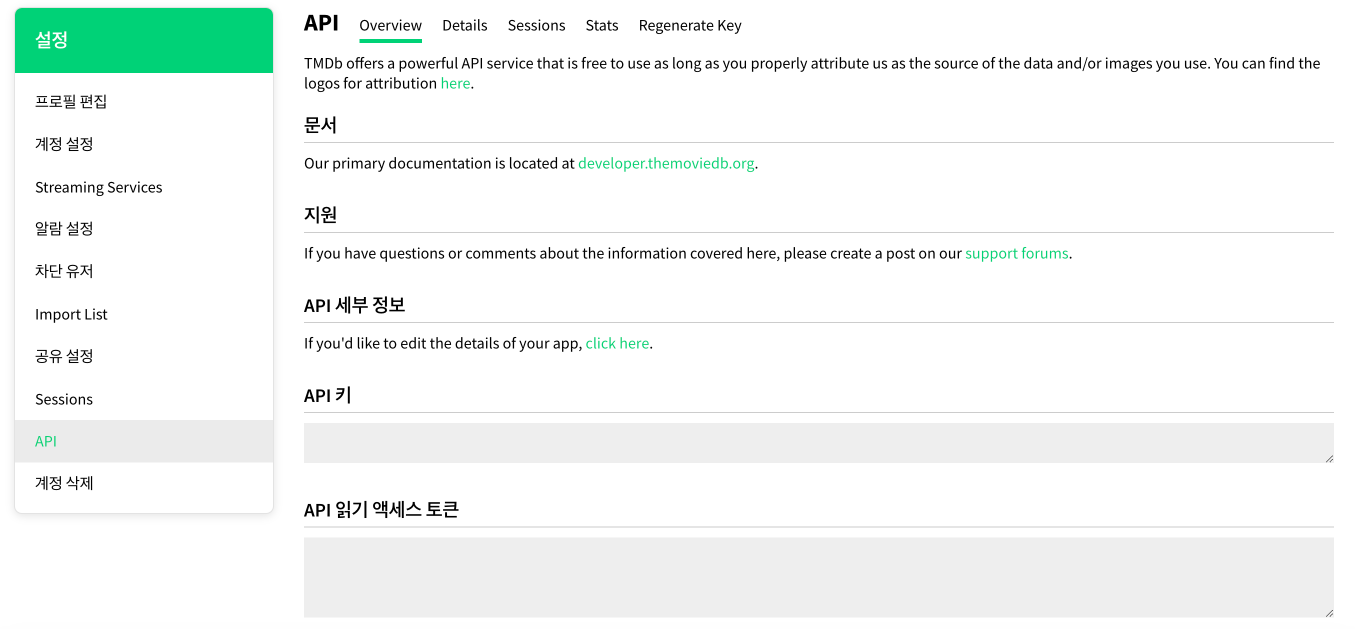 설정
프로필 편집
계정 설정
Streaming Services
알람 설정
차단 유저
Import List
공유 설정
Sessions
API
계정 삭제
API Overview Details Sessions Stats Regenerate Key
TMDb offers a powerful API service that is free to use as long as you properly attribute us as the source of the data and/or images you use. You can find the
logos for attribution here.
문서
Our primary documentation is located at developer.themoviedb.org.
지원
If you have questions or comments about the information covered here, please create a post on our support forums.
API 세부 정보
If you'd like to edit the details of your app, click here.
API 키
API 읽기 액세스 토큰